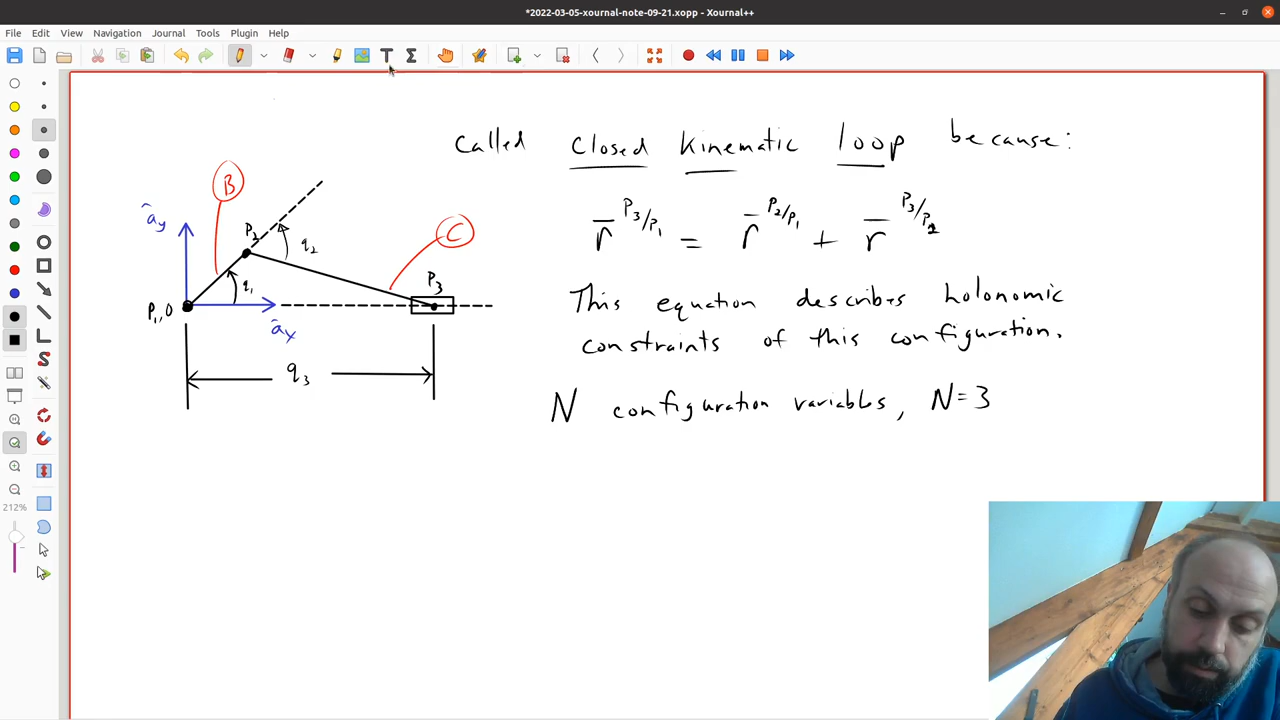 *2022-03-05-xournal-note-09-21.xopp - Xournal++
File Edit View Navigation Journal Tools Plugin Help
Called closed kinematic loop because:
r̄^P3/P1 = r̄^P2/P1 + r̄^P3/P2
This equation describes holonomic
constraints of this configuration.
N configuration variables, N=3
B
ây
P2
q2
C
q1
P3
P1,O
âx
q3
212%